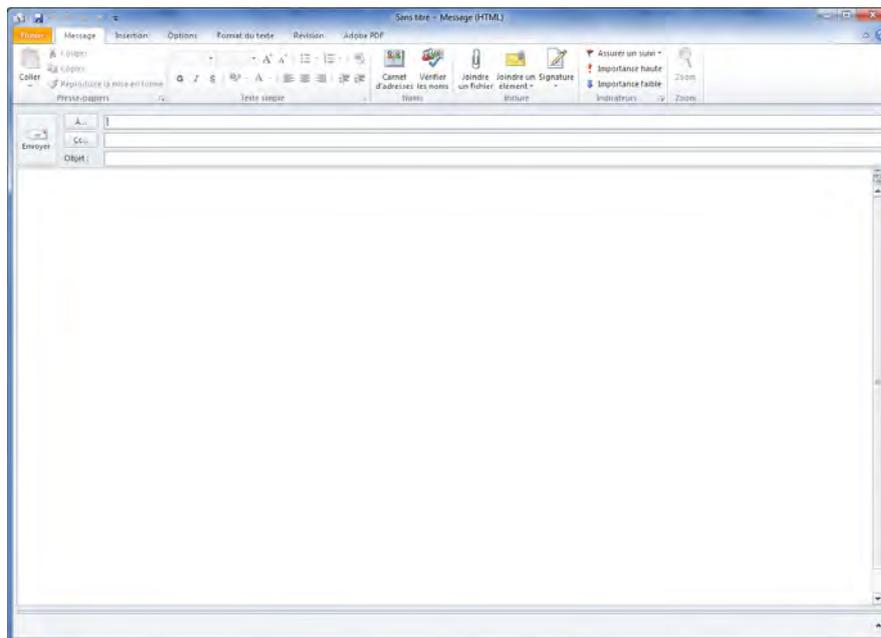 Sans titre - Message (HTML)
Fichier Message Insertion Options Format du texte Révision Adobe PDF
Coller
Couper
Copier
Reproduire la mise en forme
Presse-papiers
G I S
A A
Texte simple
Carnet d'adresses
Vérifier les noms
Noms
Joindre un fichier
Joindre un élément
Signature
Inclure
Assurer un suivi
Importance haute
Importance faible
Indicateurs
Zoom
Zoom
Envoyer
À...
Cc...
Objet :